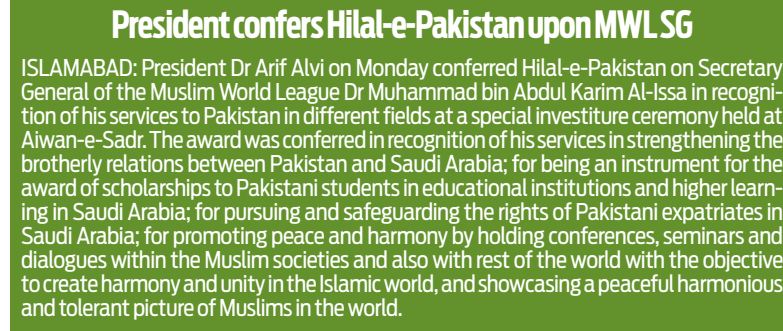 President confers Hilal-e-Pakistan upon MWL SG
ISLAMABAD: President Dr Arif Alvi on Monday conferred Hilal-e-Pakistan on Secretary
General of the Muslim World League Dr Muhammad bin Abdul Karim Al-Issa in recogni-
tion of his services to Pakistan in different fields at a special investiture ceremony held at
Aiwan-e-Sadr. The award was conferred in recognition of his services in strengthening the
brotherly relations between Pakistan and Saudi Arabia; for being an instrument for the
award of scholarships to Pakistani students in educational institutions and higher learn-
ing in Saudi Arabia; for pursuing and safeguarding the rights of Pakistani expatriates in
Saudi Arabia; for promoting peace and harmony by holding conferences, seminars and
dialogues within the Muslim societies and also with rest of the world with the objective
to create harmony and unity in the Islamic world, and showcasing a peaceful harmonious
and tolerant picture of Muslims in the world.